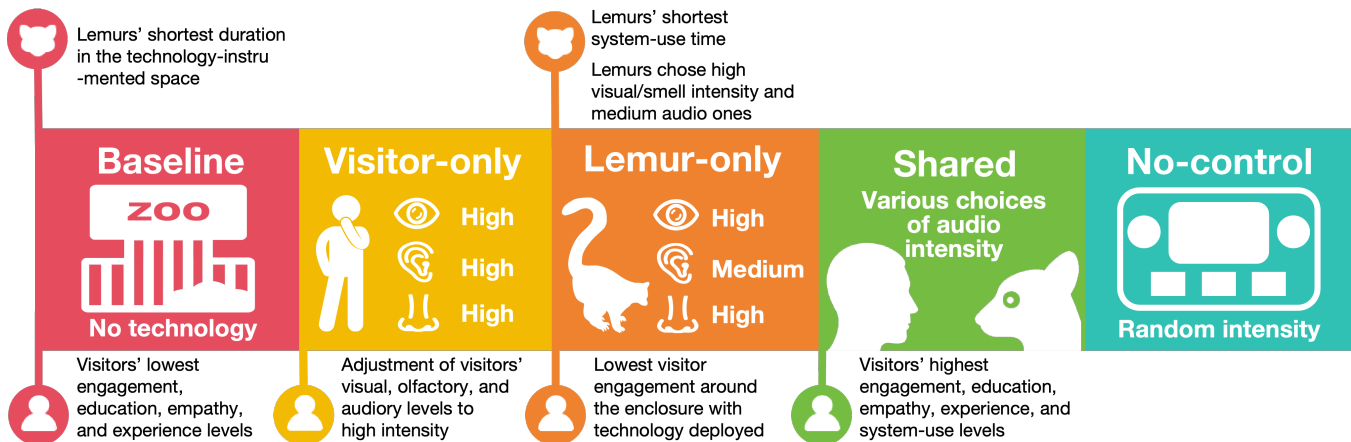 Lemurs’ shortest duration
in the technology-instru
-mented space
Lemurs’ shortest
system-use time
Lemurs chose high
visual/smell intensity and
medium audio ones
Baseline
ZOO
No technology
Visitor-only
High
High
High
Lemur-only
High
Medium
High
Shared
Various choices
of audio
intensity
No-control
Random intensity
Visitors’ lowest
engagement,
education, empathy,
and experience levels
Adjustment of visitors’
visual, olfactory, and
audiory levels to
high intensity
Lowest visitor
engagement around
the enclosure with
technology deployed
Visitors’ highest
engagement, education,
empathy, experience, and
system-use levels